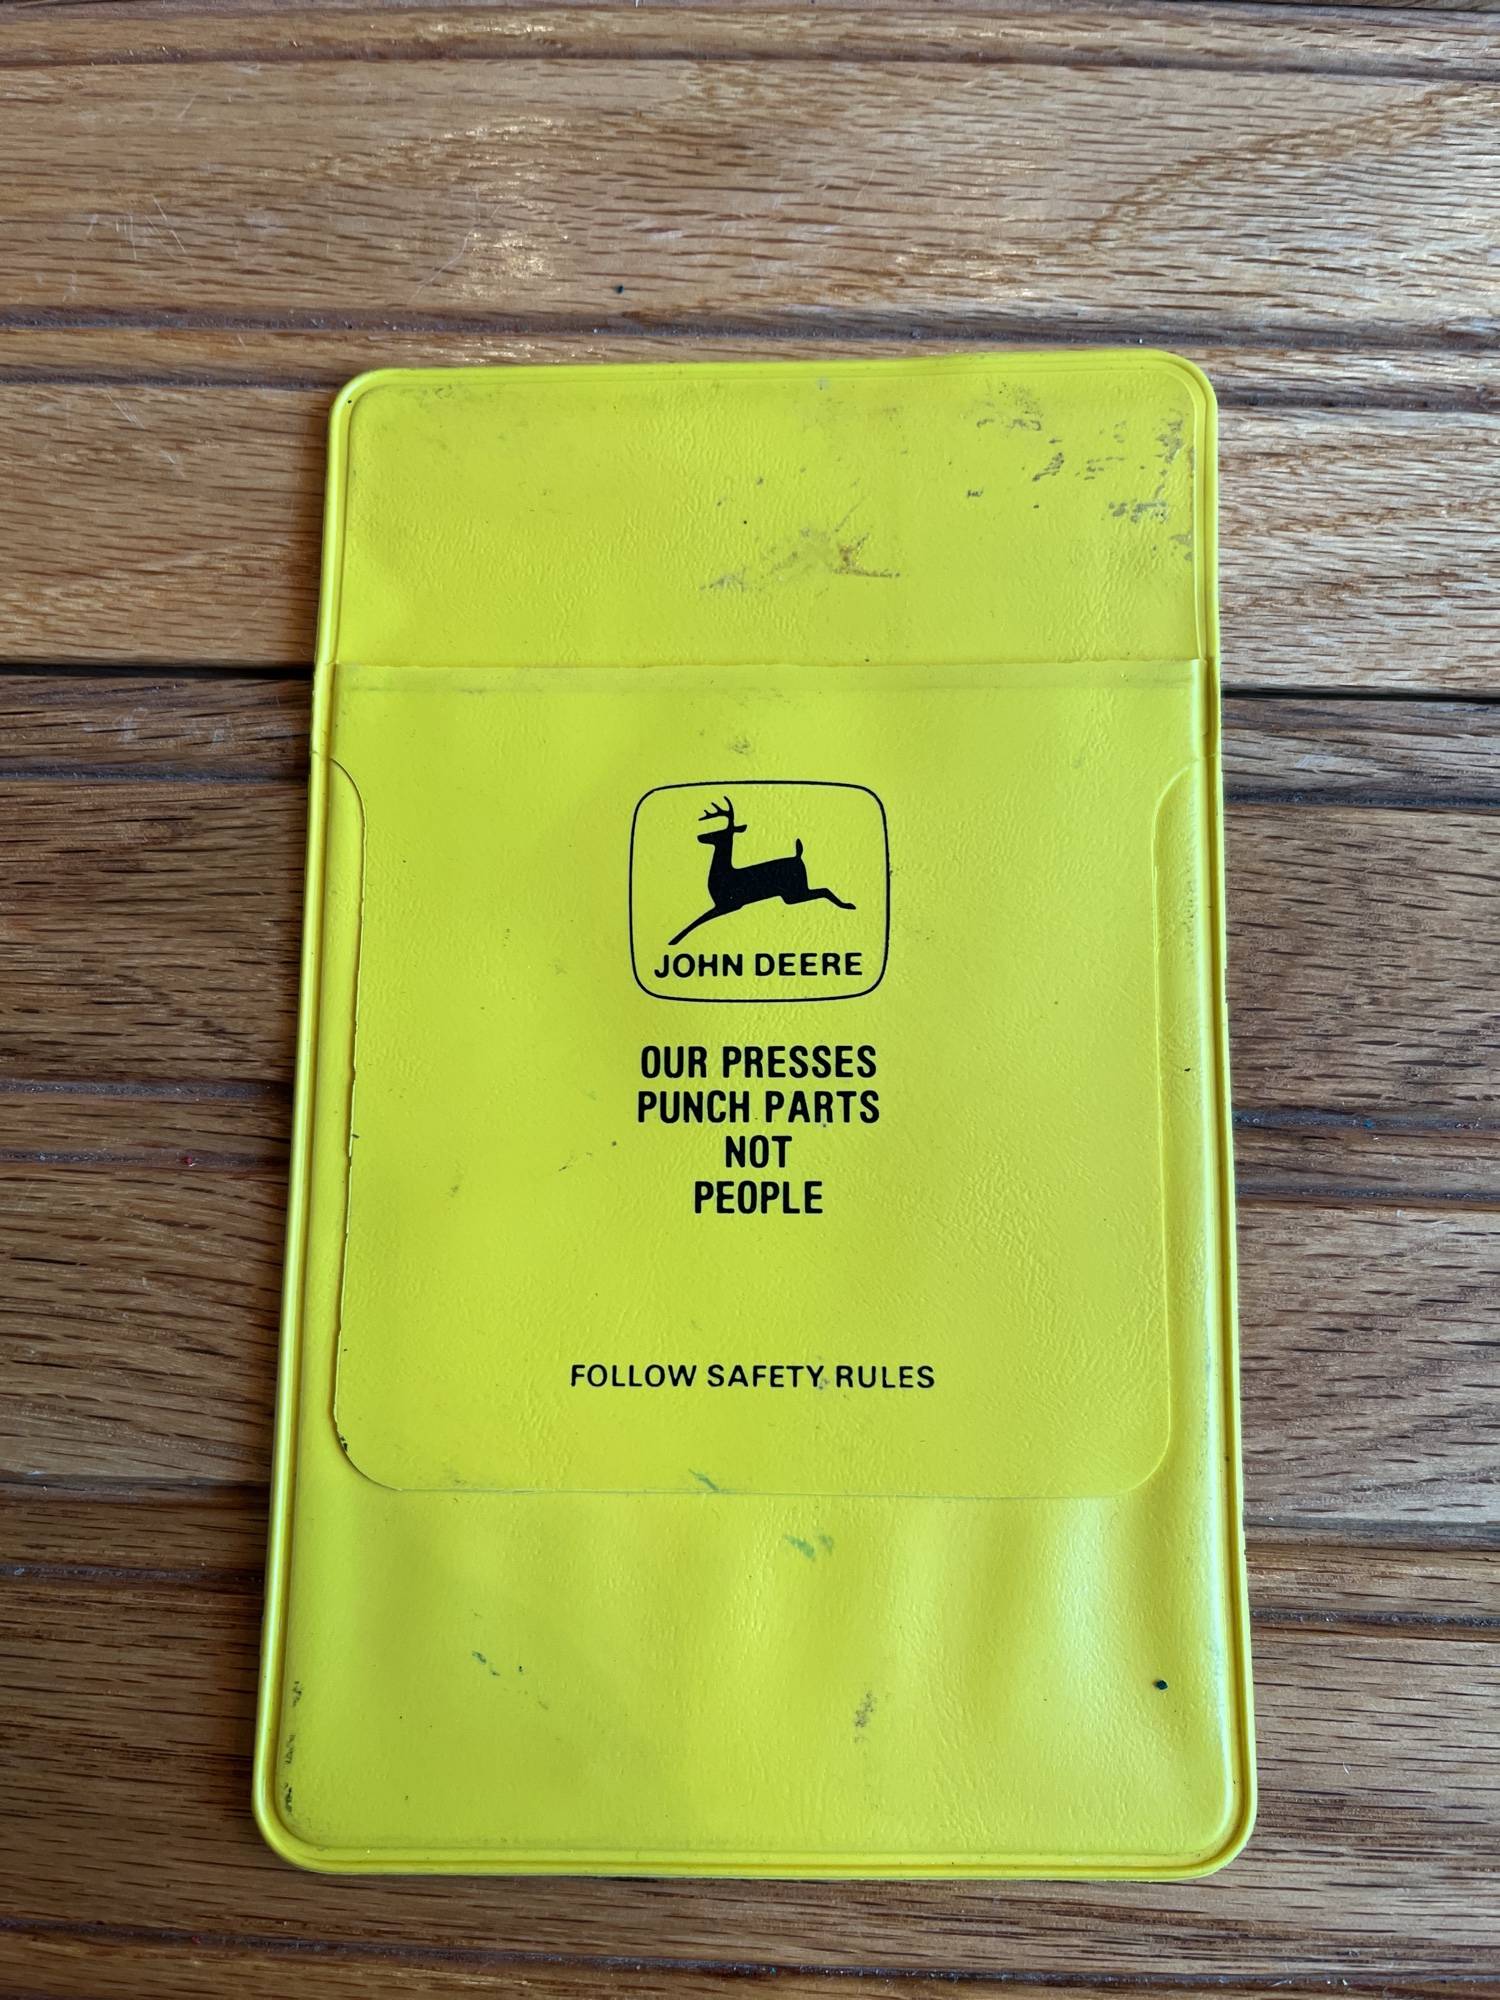 JOHN DEERE
OUR PRESSES
PUNCH PARTS
NOT
PEOPLE
FOLLOW SAFETY RULES